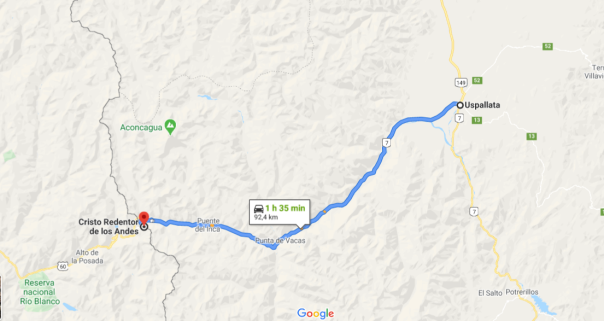 52
52
Ter
Villavi
149
Uspallata
7
13
13
Aconcagua
7
1 h 35 min
92,4 km
Cristo Redentor
de los Andes
Puente
del Inca
Punta de Vacas
7
Alto de
la Posada
60
Reserva
nacional
Río Blanco
El Salto
Potrerillos
Google